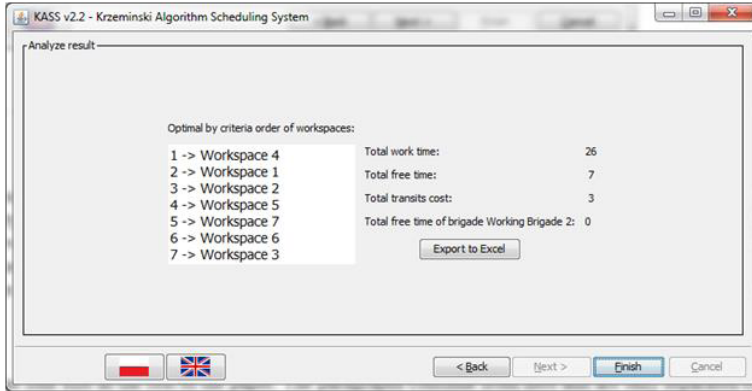 KASS v2.2 - Krzeminski Algorithm Scheduling System
Analyze result
Optimal by criteria order of workspaces:
1 -> Workspace 4
2 -> Workspace 1
3 -> Workspace 2
4 -> Workspace 5
5 -> Workspace 7
6 -> Workspace 6
7 -> Workspace 3
Total work time: 26
Total free time: 7
Total transits cost: 3
Total free time of brigade Working Brigade 2: 0
Export to Excel
< Back Next > Finish Cancel